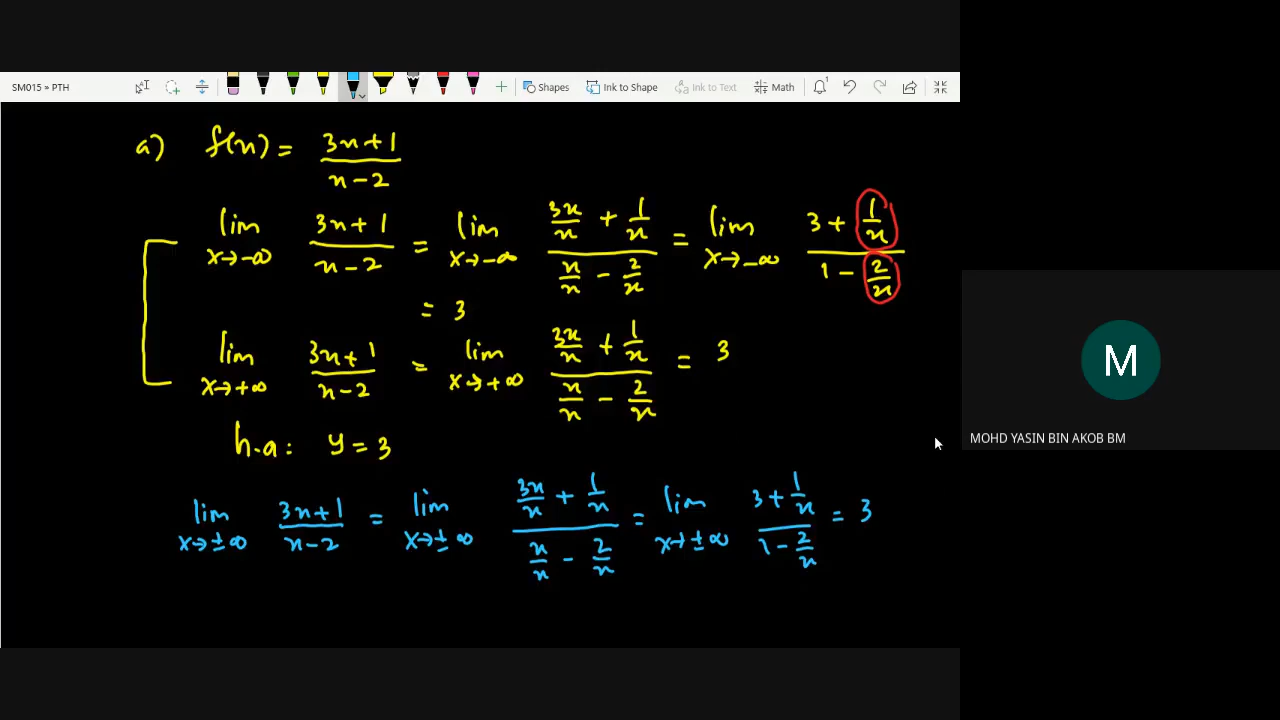 SM015 » PTH
Shapes Ink to Shape Ink to Text Math 1
a) f(x) = (3x+1)/(x-2)
lim x→-∞ (3x+1)/(x-2) = lim x→-∞ (3x/x + 1/x)/(x/x - 2/x) = lim x→-∞ (3 + 1/x)/(1 - 2/x)
= 3
lim x→+∞ (3x+1)/(x-2) = lim x→+∞ (3x/x + 1/x)/(x/x - 2/x) = 3
h.a: y = 3
MOHD YASIN BIN AKOB BM
M
lim x→±∞ (3x+1)/(x-2) = lim x→±∞ (3x/x + 1/x)/(x/x - 2/x) = lim x→±∞ (3 + 1/x)/(1 - 2/x) = 3